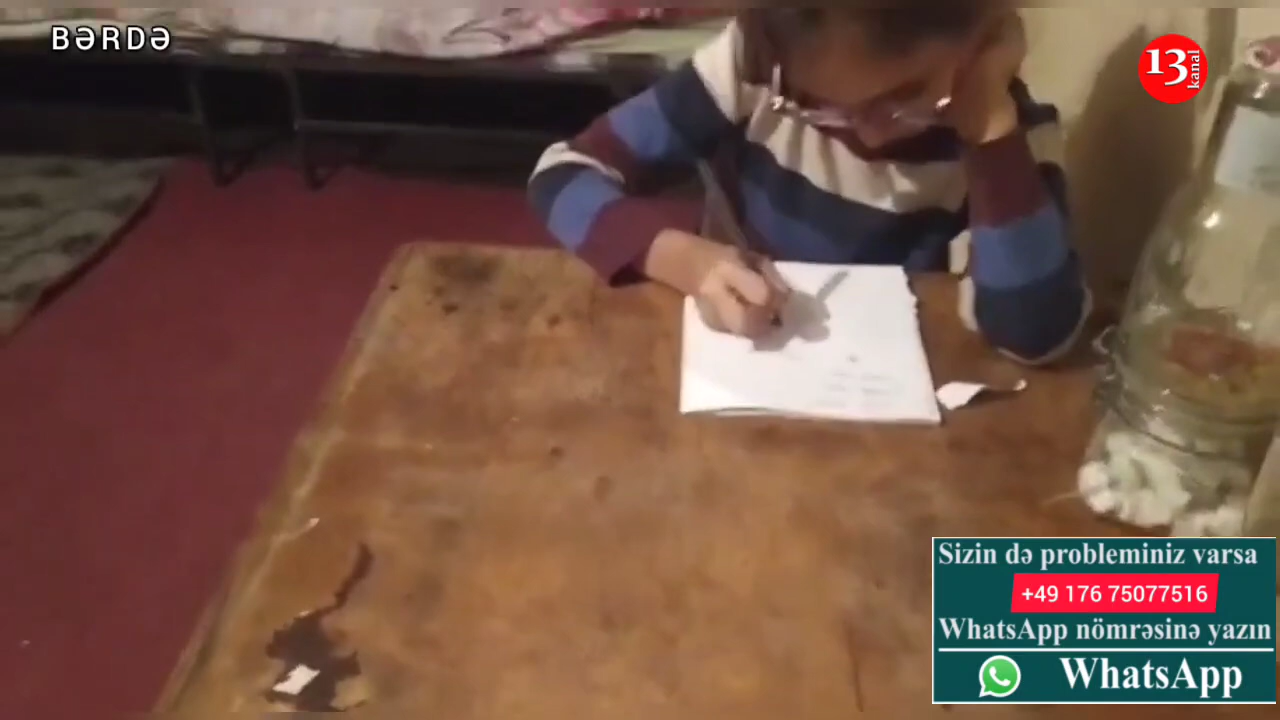 BƏRDƏ
13
kanal
Sizin də probleminiz varsa
+49 176 75077516
WhatsApp nömrəsinə yazın
WhatsApp